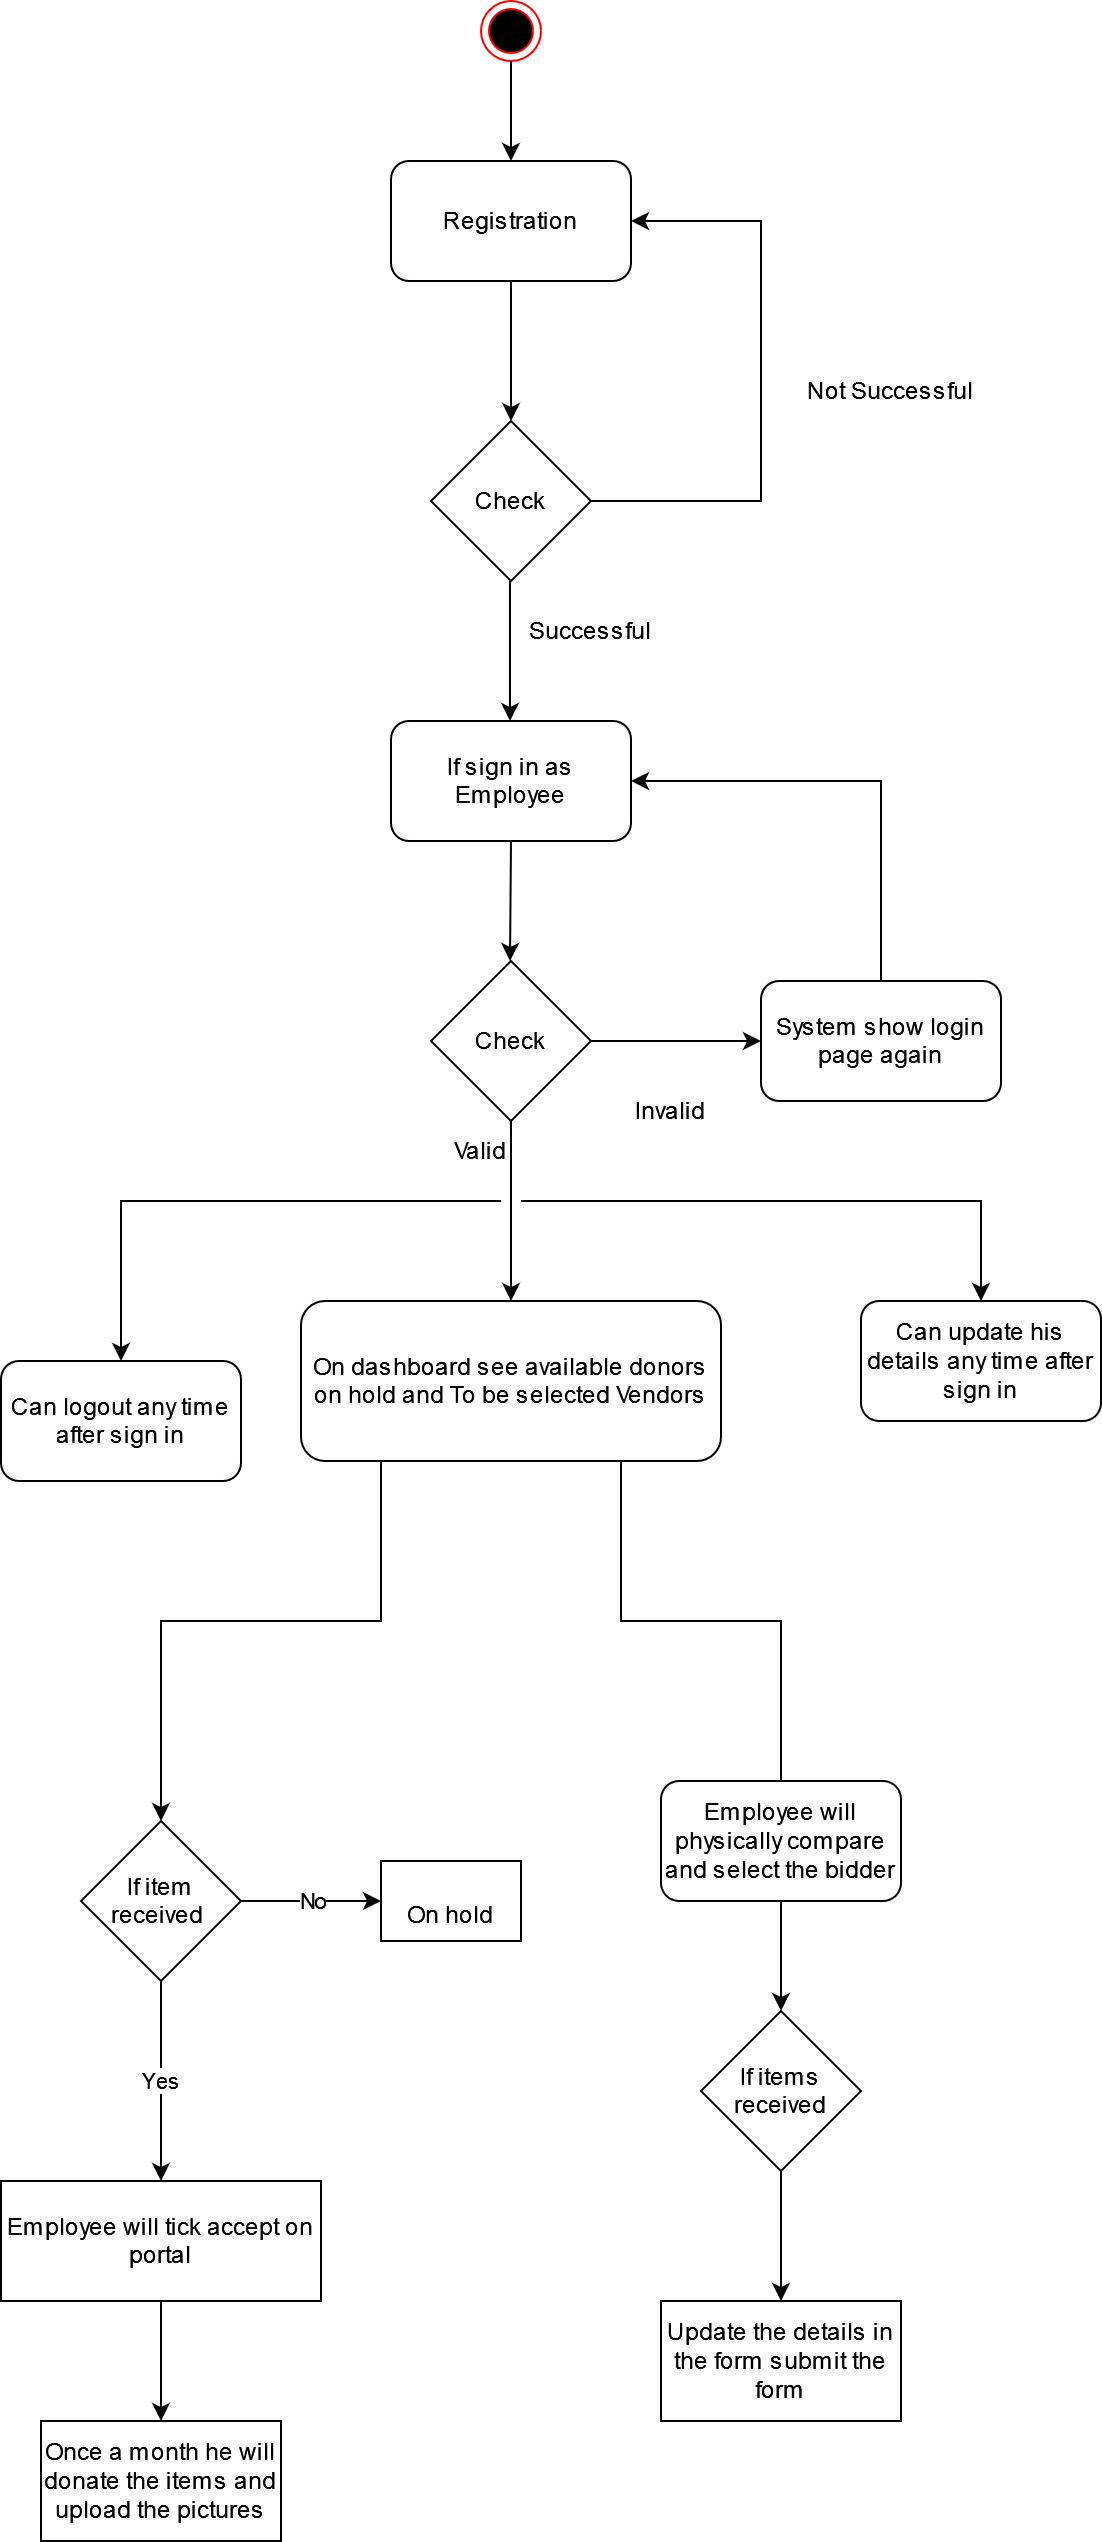 Registration
Not Successful
Check
Successful
If sign in as
Employee
Check
System show login
page again
Invalid
Valid
Can update his
details any time after
sign in
On dashboard see available donors
on hold and To be selected Vendors
Can logout any time
after sign in
Employee will
physically compare
and select the bidder
If item
received
No
On hold
Yes
If items
received
Employee will tick accept on
portal
Update the details in
the form submit the
form
Once a month he will
donate the items and
upload the pictures